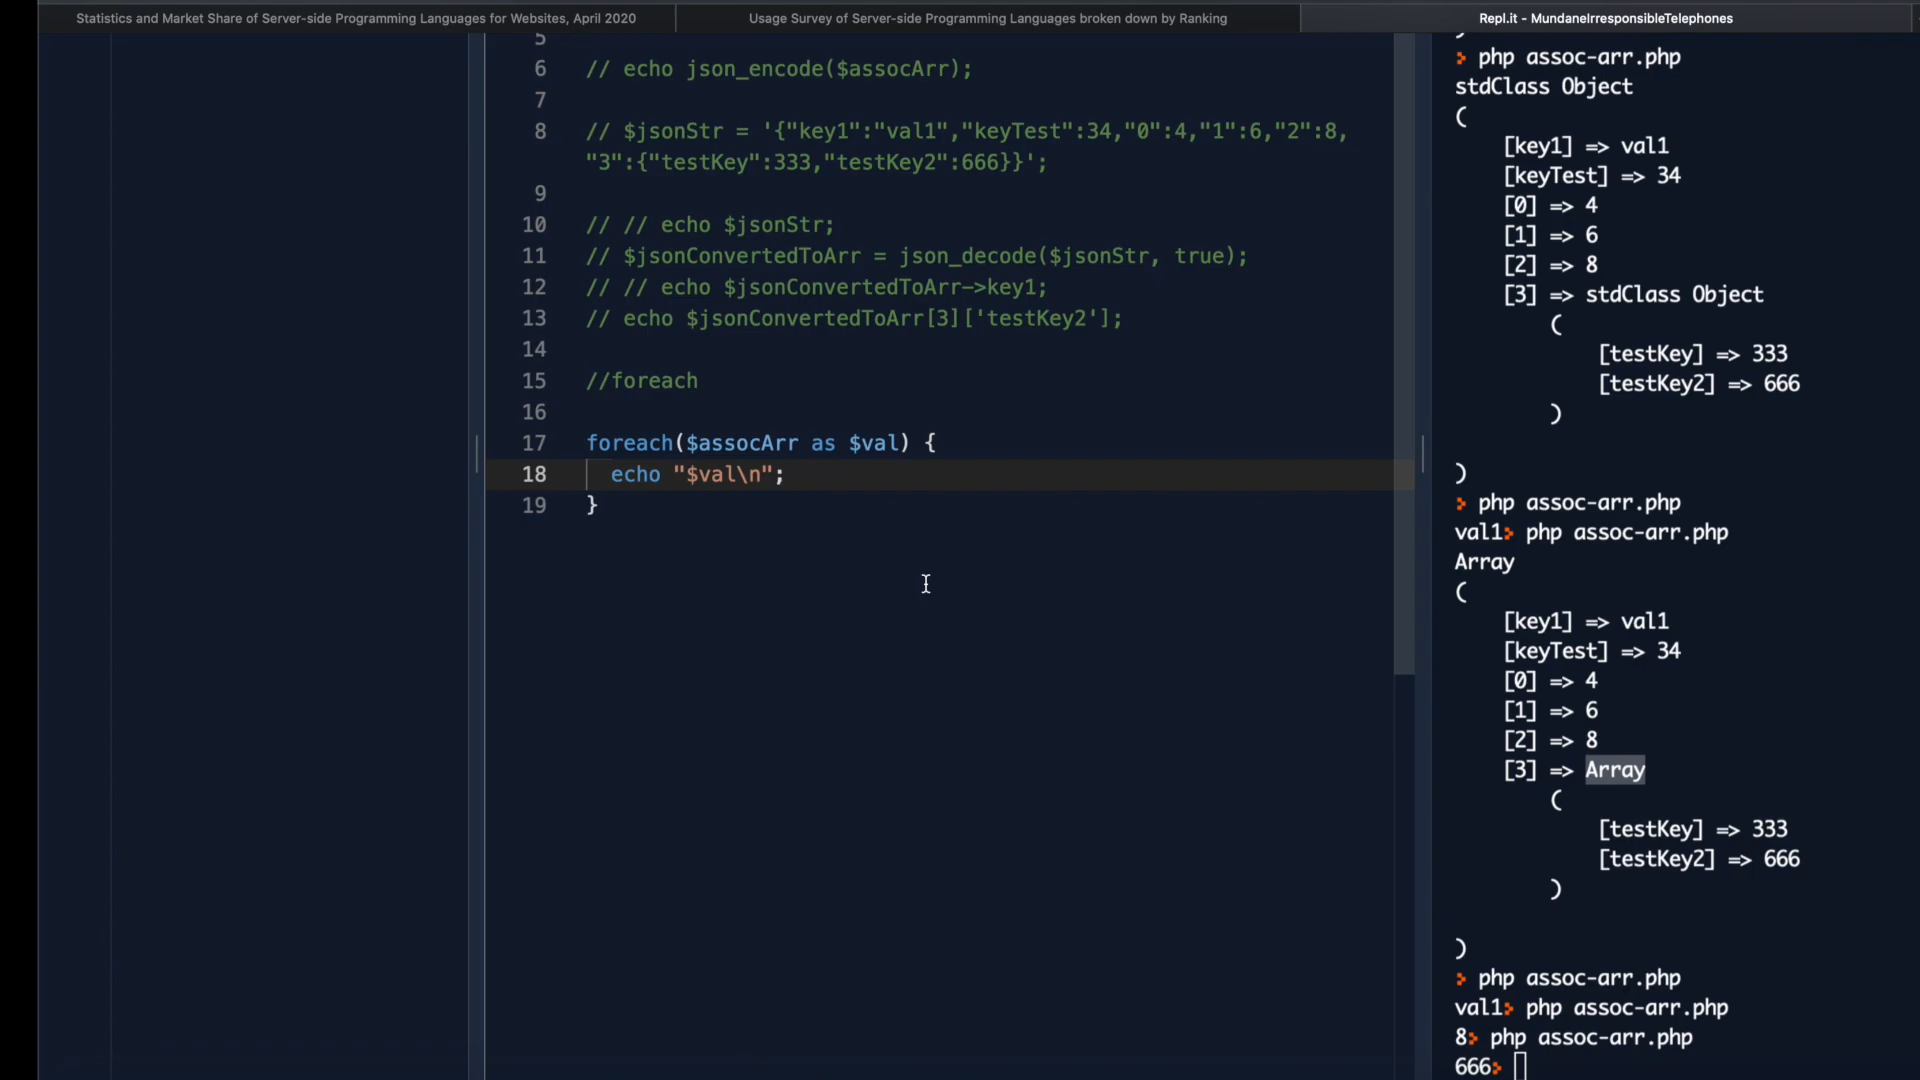 Statistics and Market Share of Server-side Programming Languages for Websites, April 2020
Usage Survey of Server-side Programming Languages broken down by Ranking
Repl.it - MundaneIrresponsibleTelephones
5
6 // echo json_encode($assocArr);
7
8 // $jsonStr = '{"key1":"val1","keyTest":34,"0":4,"1":6,"2":8,
"3":{"testKey":333,"testKey2":666}}';
9
10 // // echo $jsonStr;
11 // $jsonConvertedToArr = json_decode($jsonStr, true);
12 // // echo $jsonConvertedToArr->key1;
13 // echo $jsonConvertedToArr[3]['testKey2'];
14
15 //foreach
16
17 foreach($assocArr as $val) {
18 echo "$val\n";
19 }
)
> php assoc-arr.php
stdClass Object
(
[key1] => val1
[keyTest] => 34
[0] => 4
[1] => 6
[2] => 8
[3] => stdClass Object
(
[testKey] => 333
[testKey2] => 666
)
)
> php assoc-arr.php
val1> php assoc-arr.php
Array
(
[key1] => val1
[keyTest] => 34
[0] => 4
[1] => 6
[2] => 8
[3] => Array
(
[testKey] => 333
[testKey2] => 666
)
)
> php assoc-arr.php
val1> php assoc-arr.php
8> php assoc-arr.php
666>